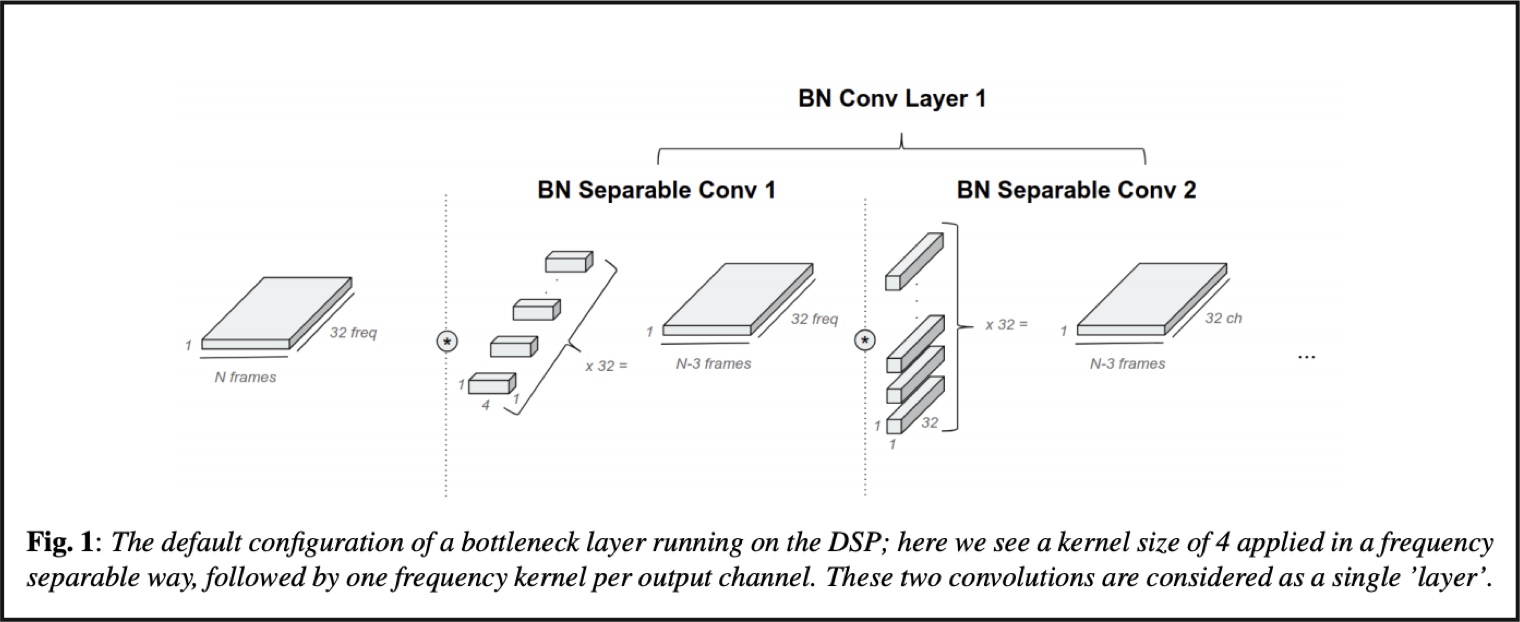 BN Conv Layer 1
BN Separable Conv 1
BN Separable Conv 2
1
32 freq
N frames
*
1
4
1
x 32 =
1
32 freq
N-3 frames
*
1
1
32
x 32 =
1
32 ch
N-3 frames
...
Fig. 1: The default configuration of a bottleneck layer running on the DSP; here we see a kernel size of 4 applied in a frequency
separable way, followed by one frequency kernel per output channel. These two convolutions are considered as a single ’layer’.